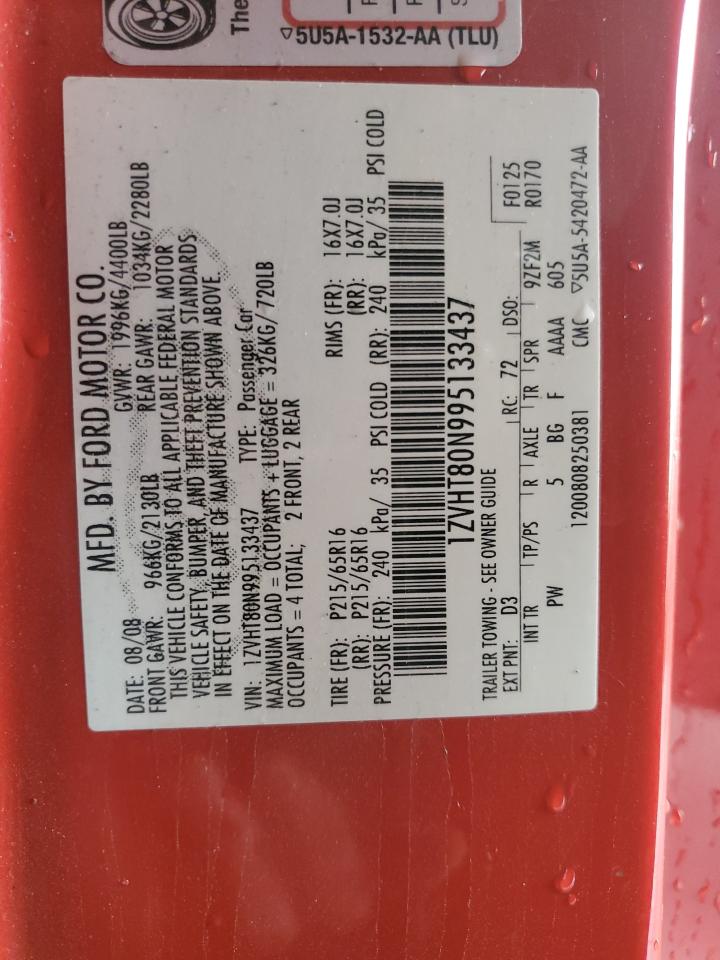 The
F
F
S
▽5U5A-1532-AA (TLU)
MFD. BY FORD MOTOR CO.
DATE: 08/08 GVWR: 1996KG/4400LB
FRONT GAWR: 966KG/2130LB REAR GAWR: 1034KG/2280LB
THIS VEHICLE CONFORMS TO ALL APPLICABLE FEDERAL MOTOR
VEHICLE SAFETY, BUMPER, AND THEFT PREVENTION STANDARDS
IN EFFECT ON THE DATE OF MANUFACTURE SHOWN ABOVE.
VIN: 1ZVHT80N995133437 TYPE: Passenger Car
MAXIMUM LOAD = OCCUPANTS + LUGGAGE = 326KG/ 720LB
OCCUPANTS = 4 TOTAL; 2 FRONT, 2 REAR
TIRE (FR): P215/65R16 RIMS (FR): 16X7.0J
(RR): P215/65R16 (RR): 16X7.0J
PRESSURE (FR): 240 kPa/ 35 PSI COLD (RR): 240 kPa/ 35 PSI COLD
1ZVHT80N995133437
TRAILER TOWING - SEE OWNER GUIDE
EXT PNT: D3 RC: 72 DSO: F0125
R0170
INT TR TP/PS R AXLE TR SPR 9ZF2M
PW 5 BG F AAAA 605
1200808250381 CMC ▽5U5A-5420472-AA